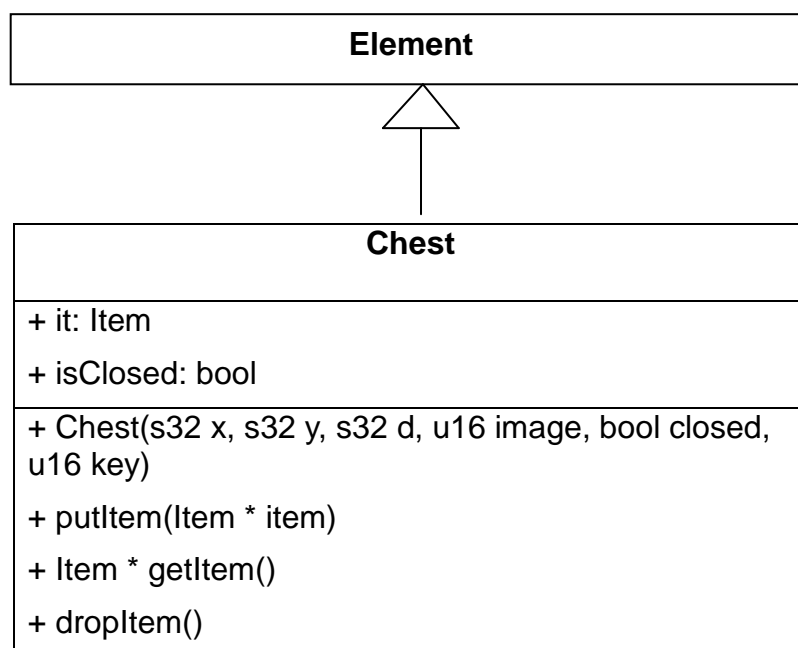 Element
Chest
+ it: Item
+ isClosed: bool
+ Chest(s32 x, s32 y, s32 d, u16 image, bool closed,
u16 key)
+ putItem(Item * item)
+ Item * getItem()
+ dropItem()